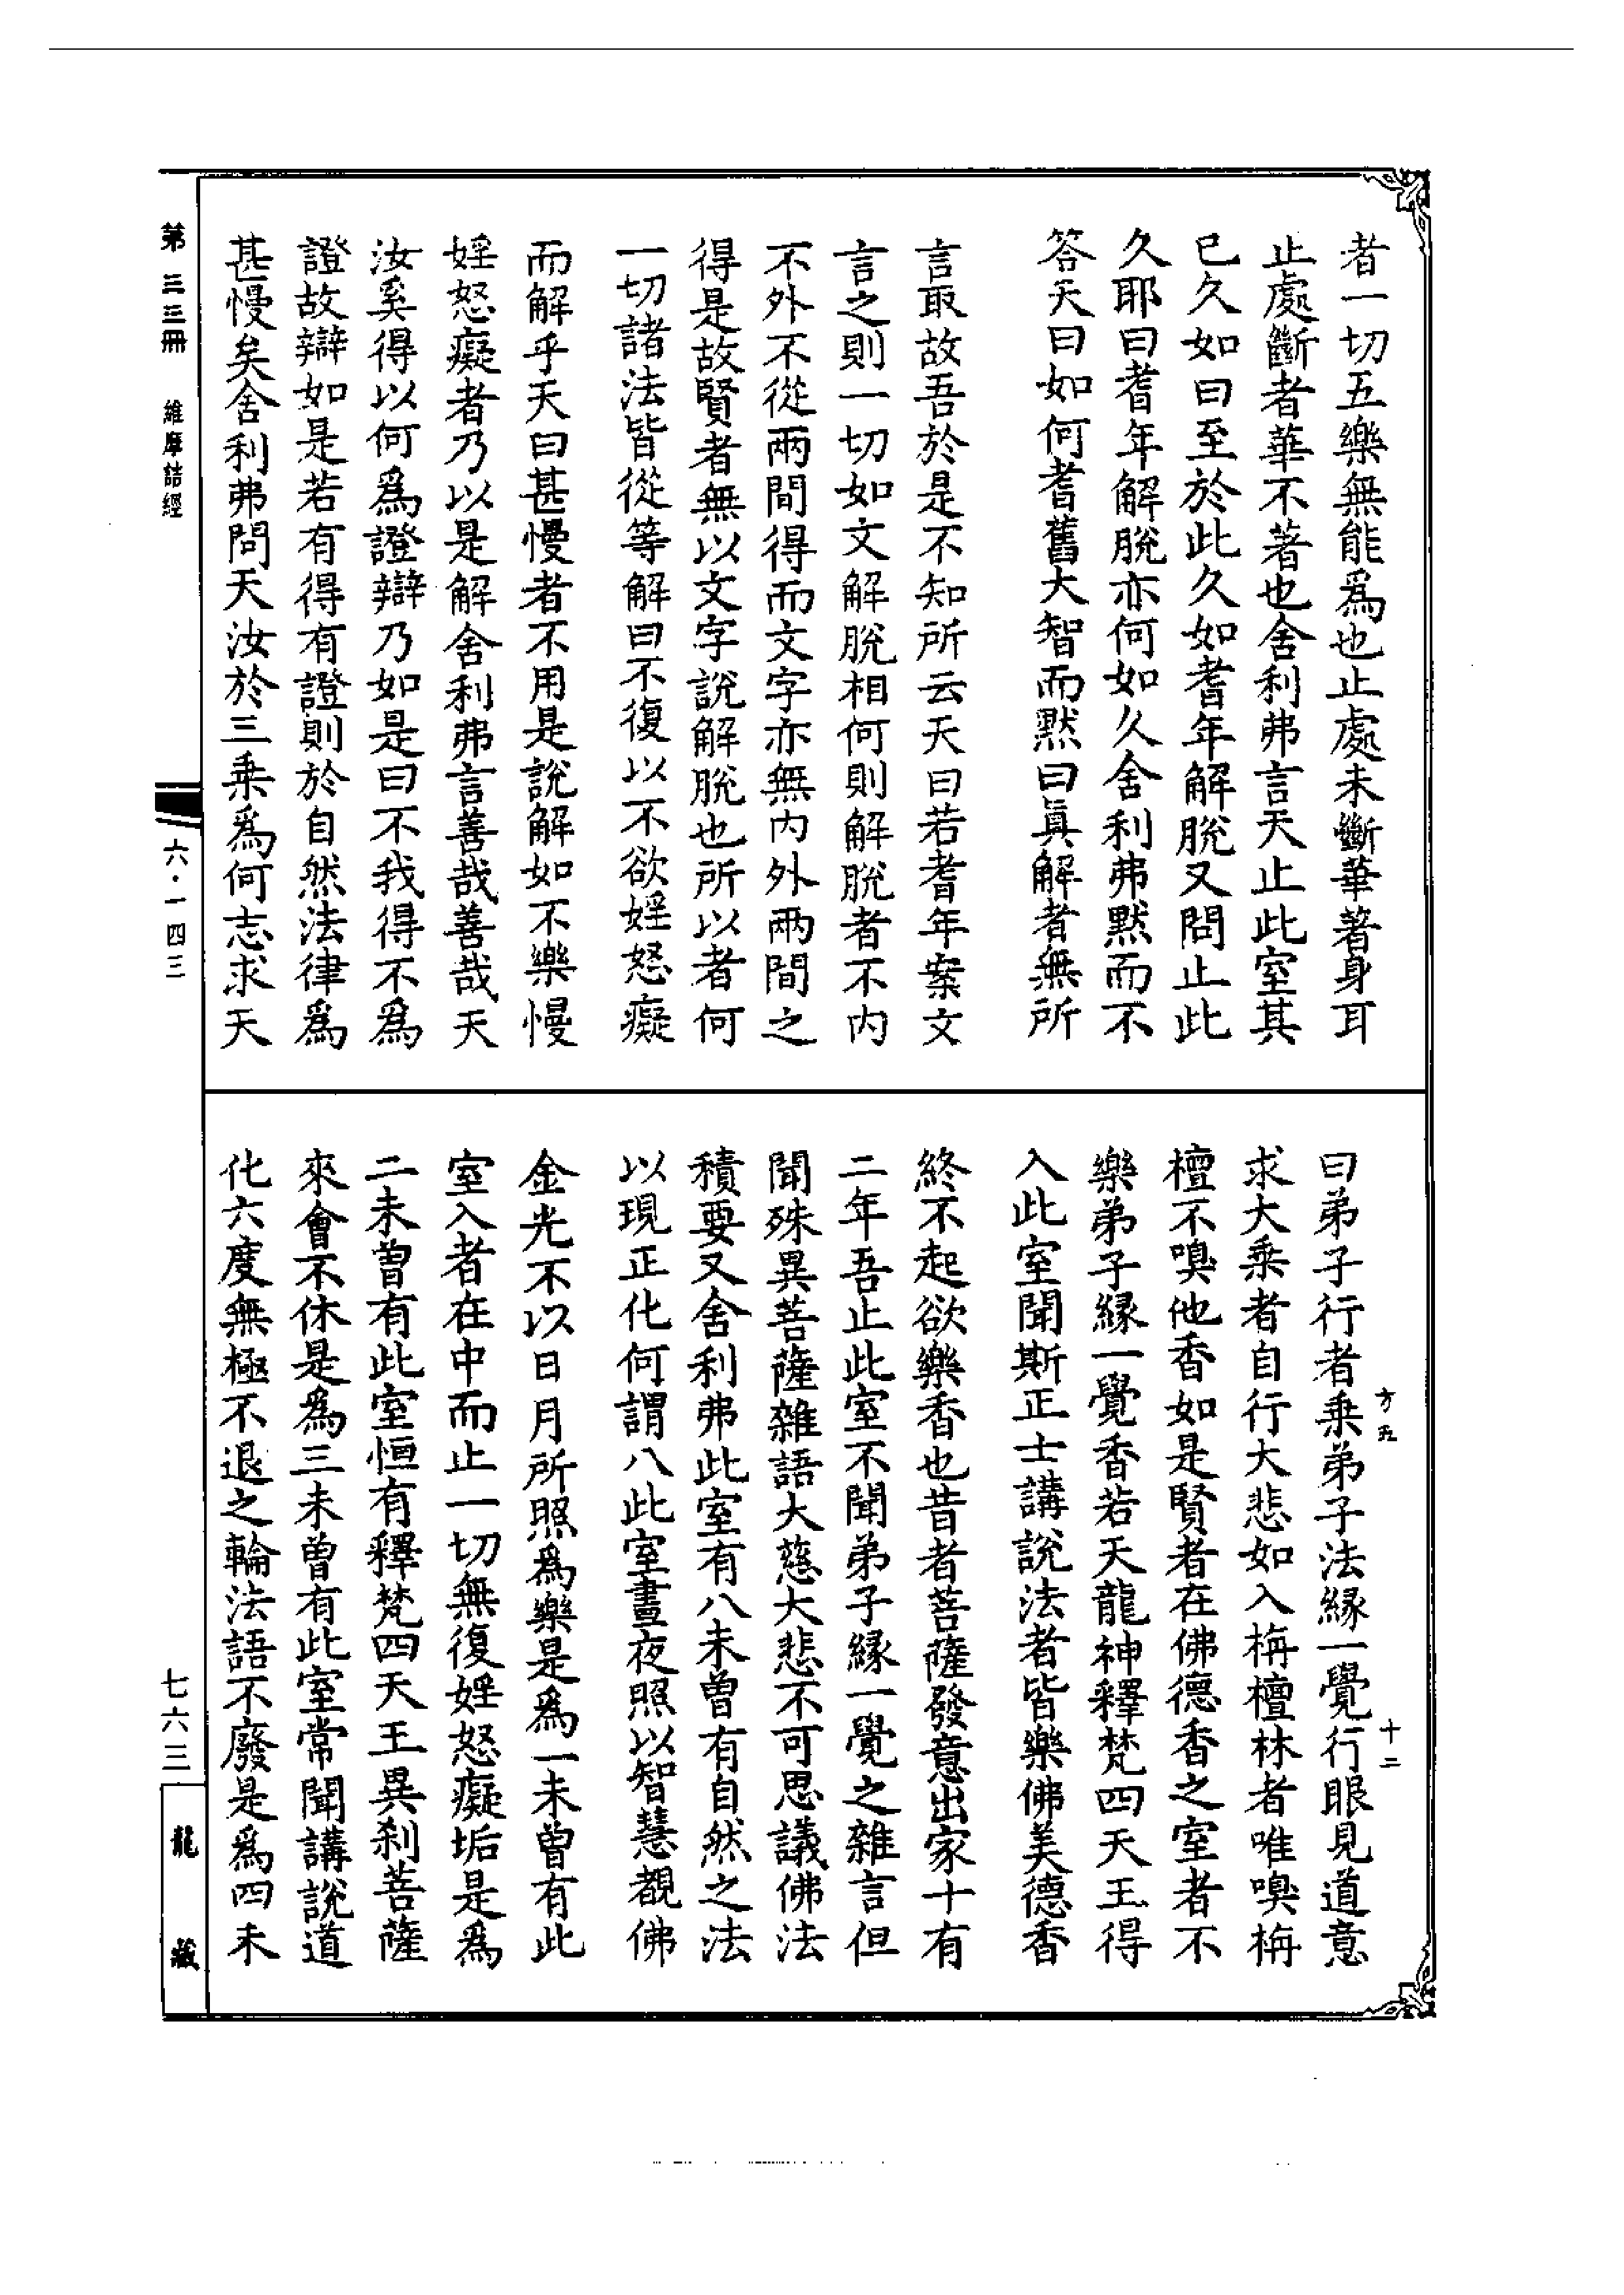 者一切五樂無能爲也止處未斷華著身耳
止處斷者華不著也舍利弗言天止此室其
已久如曰至於此久如耆年解脫又問止此
久耶曰耆年解脫亦何如久舍利弗默而不
答天曰如何耆舊大智而默曰眞解者無所
言取故吾於是不知所云天曰若耆年案文
言之則一切如文解脫相何則解脫者不內
不外不從兩間得而文字亦無內外兩間之
得是故賢者無以文字說解脫也所以者何
一切諸法皆從等解曰不復以不欲婬怒癡
而解乎天曰甚慢者不用是說解如不樂慢
婬怒癡者乃以是解舍利弗言善哉善哉天
汝奚得以何爲證辯乃如是曰不我得不爲
證故辯如是若有得有證則於自然法律爲
甚慢矣舍利弗問天汝於三乘爲何志求天
曰弟子行者乘弟子法緣一覺行眼見道意
求大乘者自行大悲如入栴檀林者唯嗅栴
檀不嗅他香如是賢者在佛德香之室者不
樂弟子緣一覺香若天龍神釋梵四天王得
入此室聞斯正士講說法者皆樂佛美德香
終不起欲樂香也昔者菩薩發意出家十有
二年吾止此室不聞弟子緣一覺之雜言但
聞殊異菩薩雜語大慈大悲不可思議佛法
積要又舍利弗此室有八未曾有自然之法
以現正化何謂八此室晝夜照以智慧覩佛
金光不以日月所照爲樂是爲一未曾有此
室入者在中而止一切無復婬怒癡垢是爲
二未曾有此室恒有釋梵四天王異刹菩薩
來會不休是爲三未曾有此室常聞講說道
化六度無極不退之輪法語不廢是爲四未
方五
十二
第三三冊 維摩詰經
六·一四三
七六三
龍藏